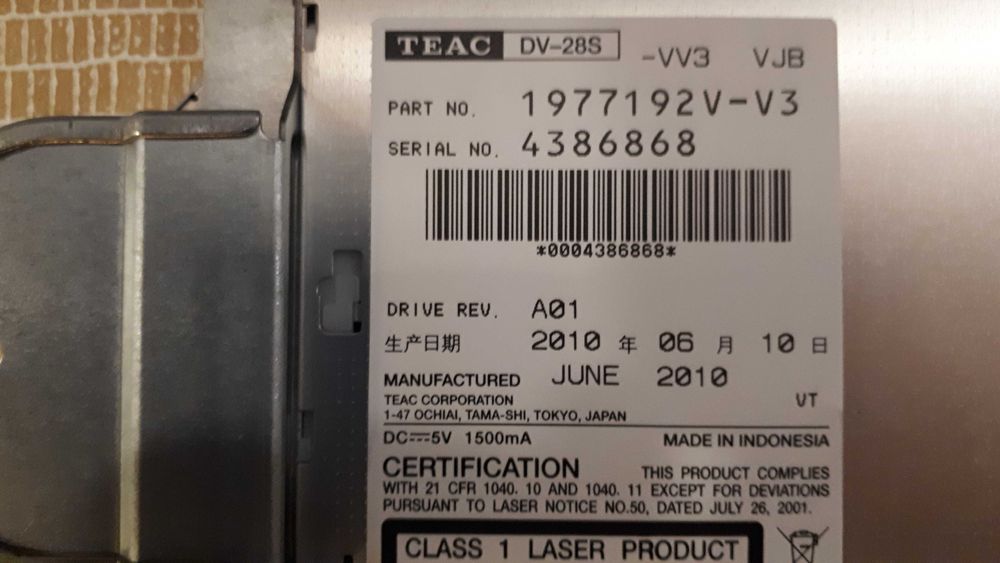 TEAC DV-28S -VV3 VJB
PART NO. 1977192V-V3
SERIAL NO. 4386868
*0004386868*
DRIVE REV. A01
生产日期 2010 年 06 月 10 日
MANUFACTURED JUNE 2010
TEAC CORPORATION VT
1-47 OCHIAI, TAMA-SHI, TOKYO, JAPAN
DC⎓5V 1500mA MADE IN INDONESIA
CERTIFICATION THIS PRODUCT COMPLIES
WITH 21 CFR 1040. 10 AND 1040. 11 EXCEPT FOR DEVIATIONS
PURSUANT TO LASER NOTICE NO.50, DATED JULY 26, 2001.
CLASS 1 LASER PRODUCT